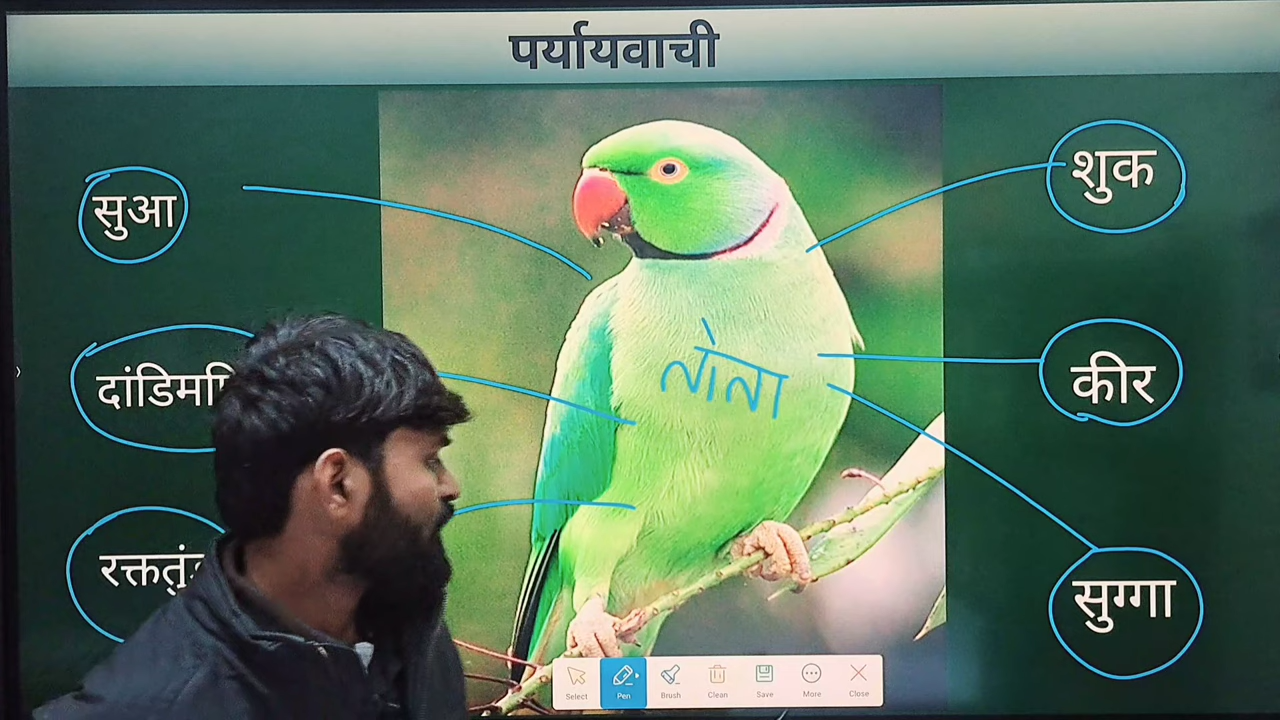 पर्यायवाची
सुआ
शुक
तोता
कीर
सुग्गा
Select
Pen
Brush
Clean
Save
More
Close